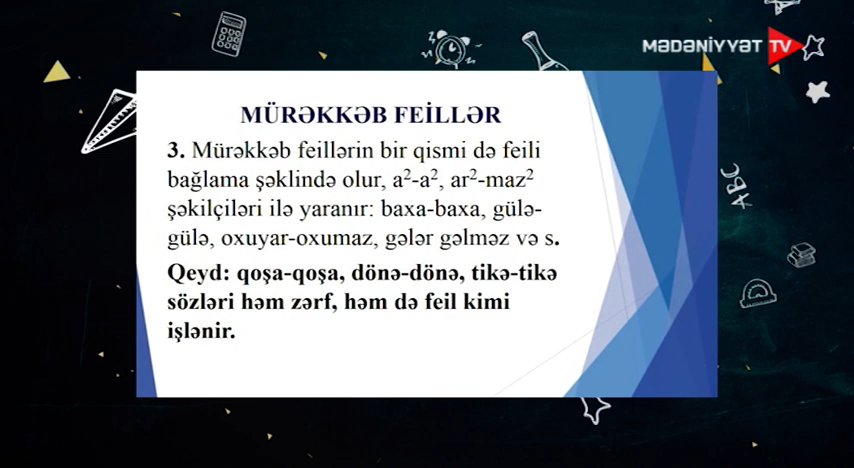 MƏDƏNİYYƏT TV
MÜRƏKKƏB FEİLLƏR
3. Mürəkkəb feillərin bir qismi də feili
bağlama şəklində olur, a²-a², ar²-maz²
şəkilçiləri ilə yaranır: baxa-baxa, gülə-
gülə, oxuyar-oxumaz, gələr gəlməz və s.
Qeyd: qoşa-qoşa, dönə-dönə, tikə-tikə
sözləri həm zərf, həm də feil kimi
işlənir.
ABC